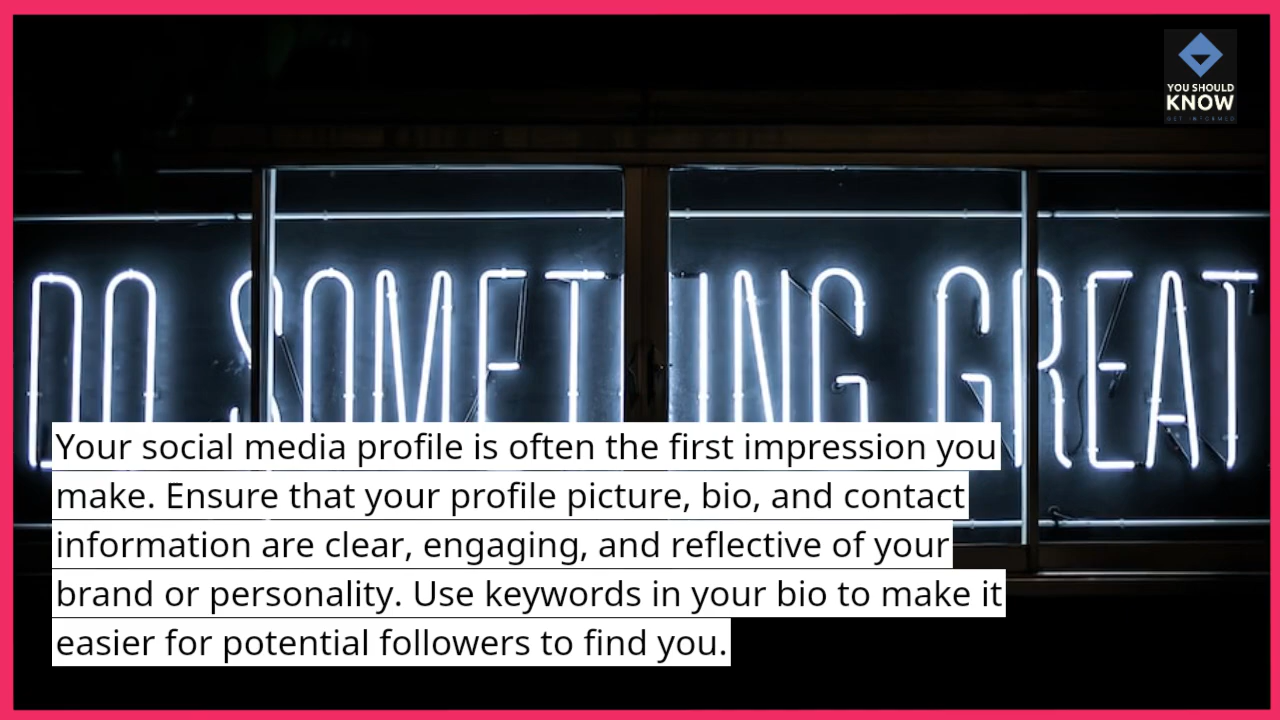 YOU SHOULD
KNOW
GET INFORMED
DO SOMETHING GREAT
Your social media profile is often the first impression you
make. Ensure that your profile picture, bio, and contact
information are clear, engaging, and reflective of your
brand or personality. Use keywords in your bio to make it
easier for potential followers to find you.